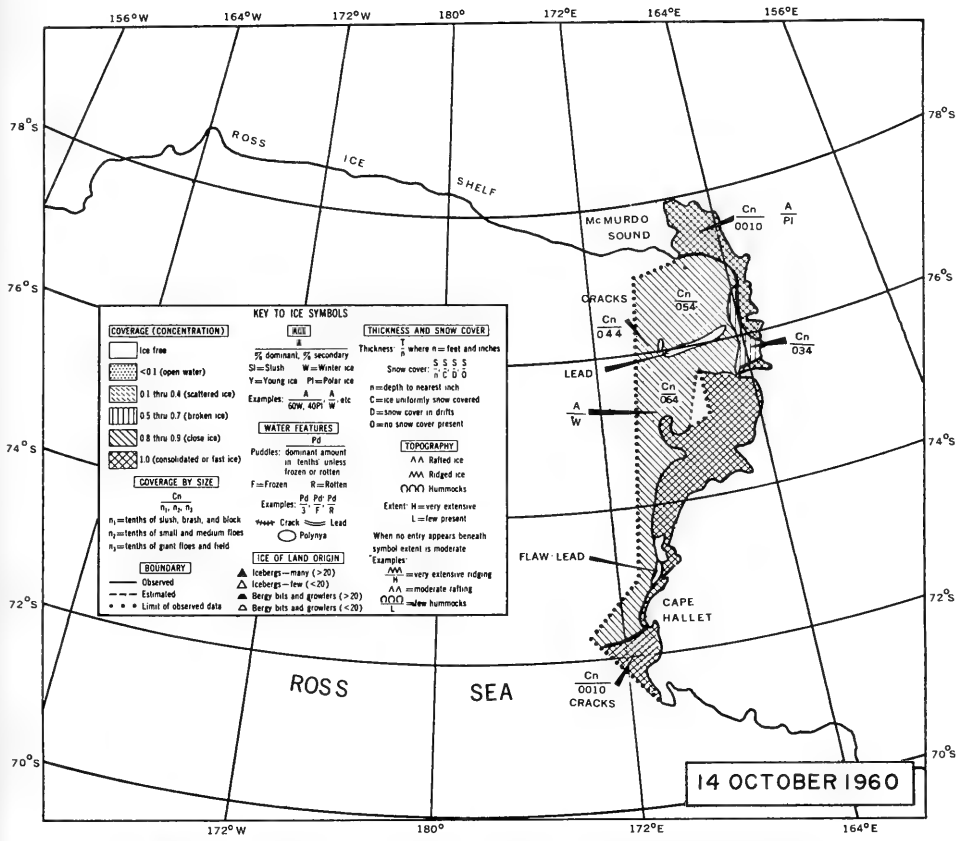 156°W 164°W 172°W 180° 172°E 164°E 156°E
78°S
78°S
ROSS ICE SHELF
McMURDO
SOUND
Cn
0010
A
PI
76°S
76°S
CRACKS
Cn
054
Cn
044
Cn
034
LEAD
Cn
064
A
W
74°S
74°S
FLAW LEAD
72°S
72°S
CAPE
HALLET
Cn
0010
CRACKS
ROSS SEA
70°S
70°S
172°W 180° 172°E 164°E
14 OCTOBER 1960
KEY TO ICE SYMBOLS
COVERAGE (CONCENTRATION)
Ice free
<0.1 (open water)
0.1 thru 0.4 (scattered ice)
0.5 thru 0.7 (broken ice)
0.8 thru 0.9 (close ice)
1.0 (consolidated or fast ice)
COVERAGE BY SIZE
Cn
n₁, n₂, n₃
n₁=tenths of slush, brash, and block
n₂=tenths of small and medium floes
n₃=tenths of giant floes and field
BOUNDARY
Observed
Estimated
Limit of observed data
AGE
A
% dominant, % secondary
Sl=Slush W=Winter ice
Y=Young ice Pl=Polar ice
Examples: A/60W, 40Pl, A/W, etc
WATER FEATURES
Pd
Puddles: dominant amount
in tenths unless
frozen or rotten
F=Frozen R=Rotten
Examples: Pd/3, Pd/F, Pd/R
Crack Lead
Polynya
ICE OF LAND ORIGIN
Icebergs—many (>20)
Icebergs—few (<20)
Bergy bits and growlers (>20)
Bergy bits and growlers (<20)
THICKNESS AND SNOW COVER
Thickness: T/n where n=feet and inches
Snow cover: S/n, S/C, S/D, S/O
n=depth to nearest inch
C=ice uniformly snow covered
D=snow cover in drifts
O=no snow cover present
TOPOGRAPHY
Rafted ice
Ridged ice
Hummocks
Extent: H=very extensive
L=few present
When no entry appears beneath
symbol extent is moderate
Examples:
H =very extensive ridging
=moderate rafting
L =few hummocks